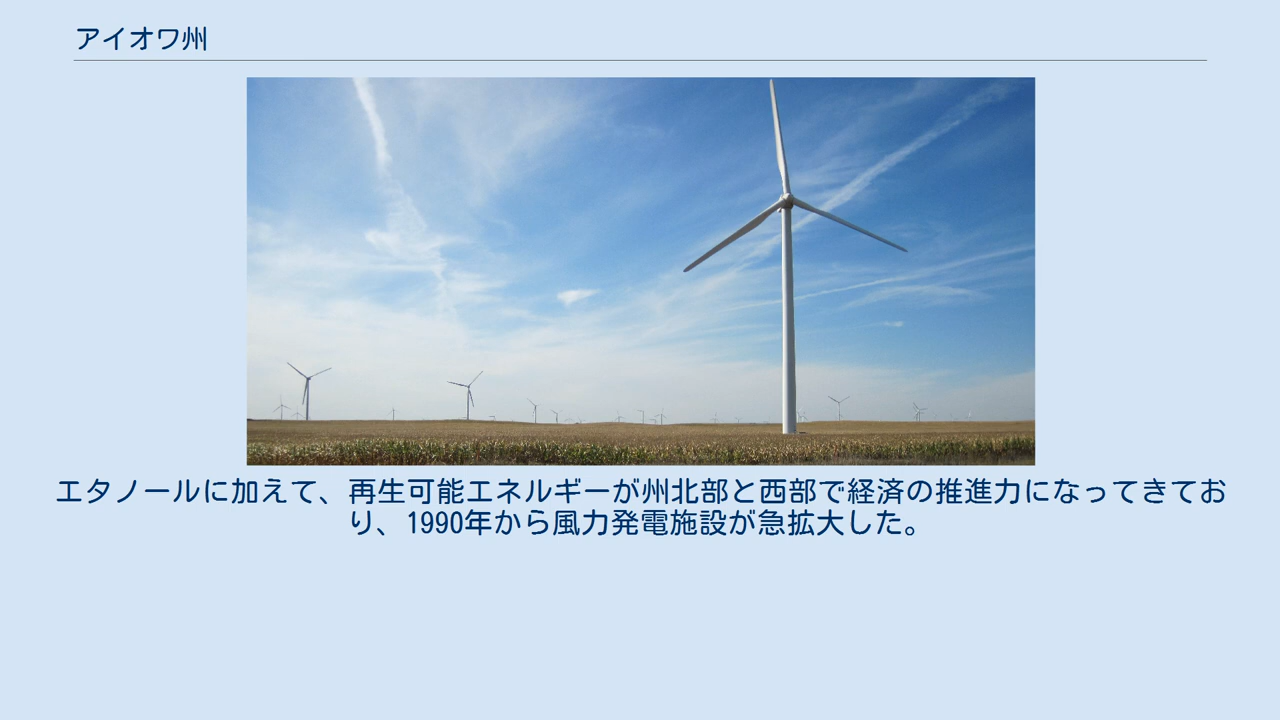 アイオワ州
エタノールに加えて、再生可能エネルギーが州北部と西部で経済の推進力になってきてお
り、1990年から風力発電施設が急拡大した。